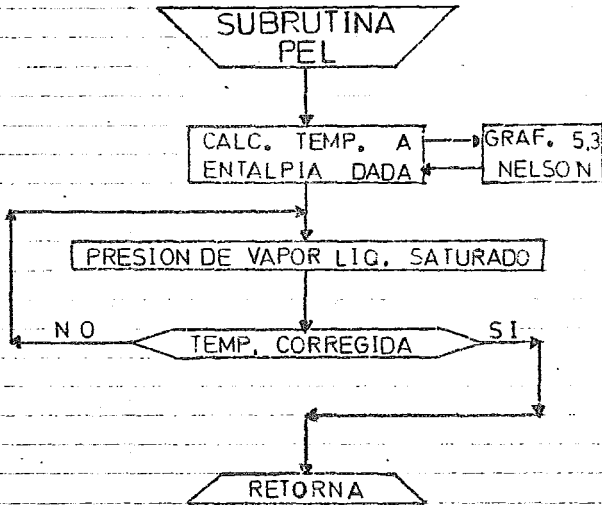 SUBRUTINA
PEL
CALC. TEMP. A
ENTALPIA DADA
GRAF. 5.3
NELSON
PRESION DE VAPOR LIQ. SATURADO
TEMP. CORREGIDA
NO
SI
RETORNA